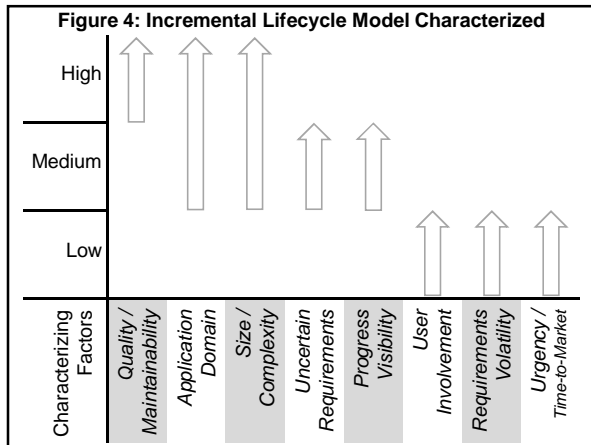 Figure 4: Incremental Lifecycle Model Characterized
High
Medium
Low
Characterizing
Factors
Quality /
Maintainability
Application
Domain
Size /
Complexity
Uncertain
Requirements
Progress
Visibility
User
Involvement
Requirements
Volatility
Urgency /
Time-to-Market